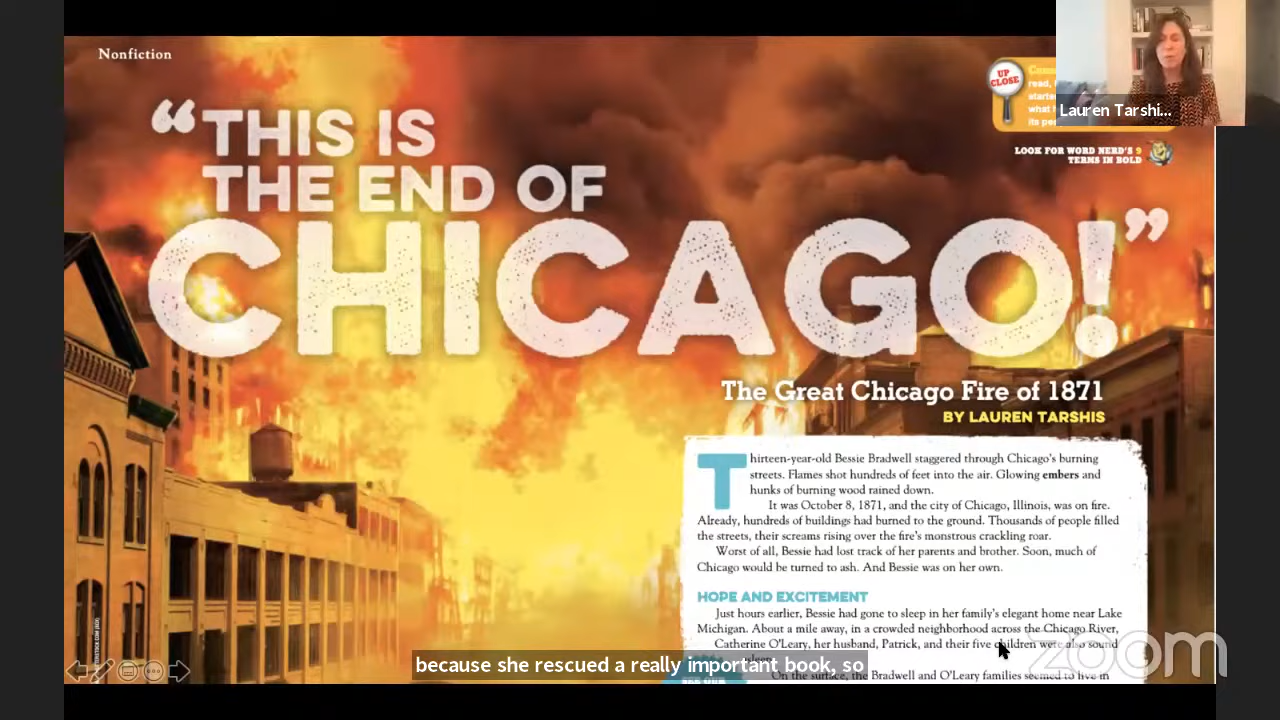 Nonfiction
UP
CLOSE
read,
what
its
Lauren Tarshi...
LOOK FOR WORD NERD'S 9
TERMS IN BOLD
“THIS IS
THE END OF
CHICAGO!”
The Great Chicago Fire of 1871
BY LAUREN TARSHIS
Thirteen-year-old Bessie Bradwell staggered through Chicago's burning
streets. Flames shot hundreds of feet into the air. Glowing embers and
hunks of burning wood rained down.
It was October 8, 1871, and the city of Chicago, Illinois, was on fire.
Already, hundreds of buildings had burned to the ground. Thousands of people filled
the streets, their screams rising over the fire's monstrous crackling roar.
Worst of all, Bessie had lost track of her parents and brother. Soon, much of
Chicago would be turned to ash. And Bessie was on her own.
HOPE AND EXCITEMENT
Just hours earlier, Bessie had gone to sleep in her family's elegant home near Lake
Michigan. About a mile away, in a crowded neighborhood across the Chicago River,
Catherine O'Leary, her husband, Patrick, and their five children were also sound
On the surface, the Bradwell and O'Leary families seemed to live in
because she rescued a really important book, so
zoom